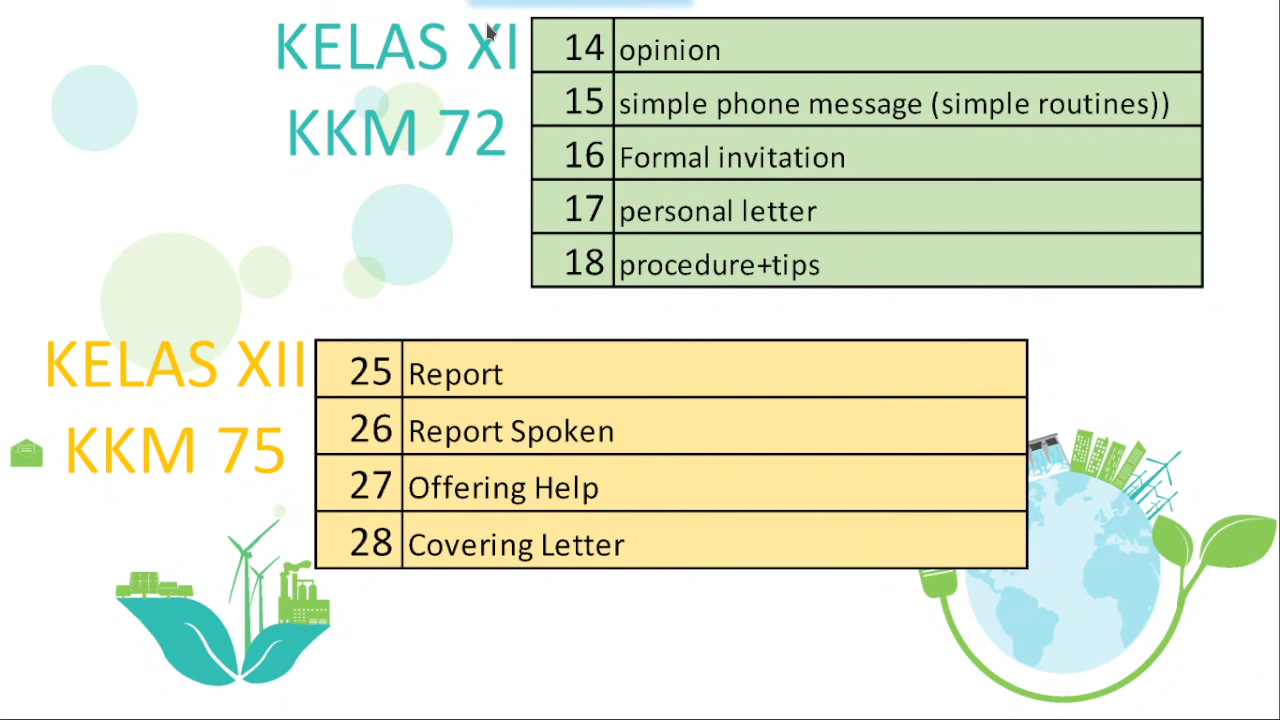 KELAS XI
KKM 72
14 opinion
15 simple phone message (simple routines))
16 Formal invitation
17 personal letter
18 procedure+tips
KELAS XII
KKM 75
25 Report
26 Report Spoken
27 Offering Help
28 Covering Letter